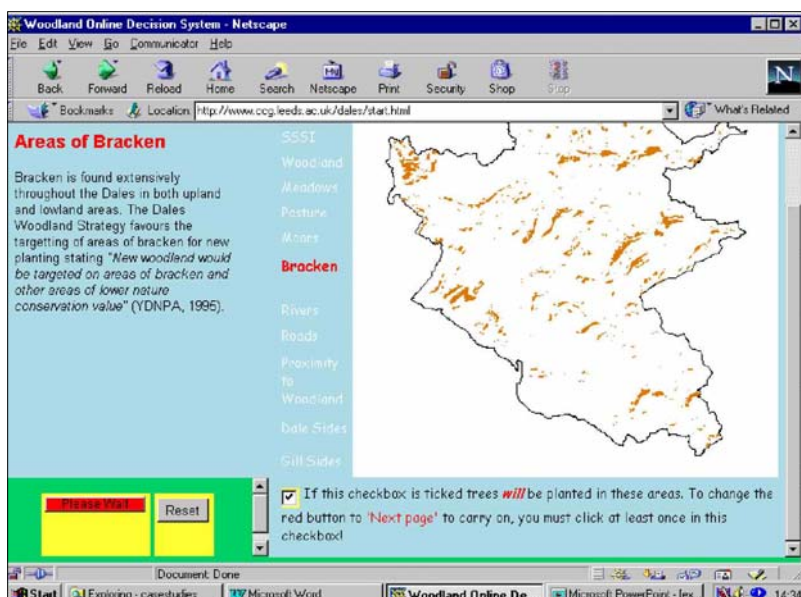 Woodland Online Decision System - Netscape
File Edit View Go Communicator Help
Back Forward Reload Home Search Netscape Print Security Shop Stop
N
Bookmarks Location http://www.ccg.leeds.ac.uk/dales/start.html What's Related
Areas of Bracken
Bracken is found extensively
throughout the Dales in both upland
and lowland areas. The Dales
Woodland Strategy favours the
targetting of areas of bracken for new
planting stating "New woodland would
be targeted on areas of bracken and
other areas of lower nature
conservation value" (YDNPA, 1995).
SSSI
Woodland
Meadows
Pasture
Moors
Bracken
Rivers
Roads
Proximity
to
Woodland
Dale Sides
Gill Sides
Please Wait
Reset
If this checkbox is ticked trees will be planted in these areas. To change the
red button to 'Next page' to carry on, you must click at least once in this
checkbox!
Document: Done
Start Exploring - casestudies Microsoft Word Woodland Online De... Microsoft PowerPoint - [ex... 14:34